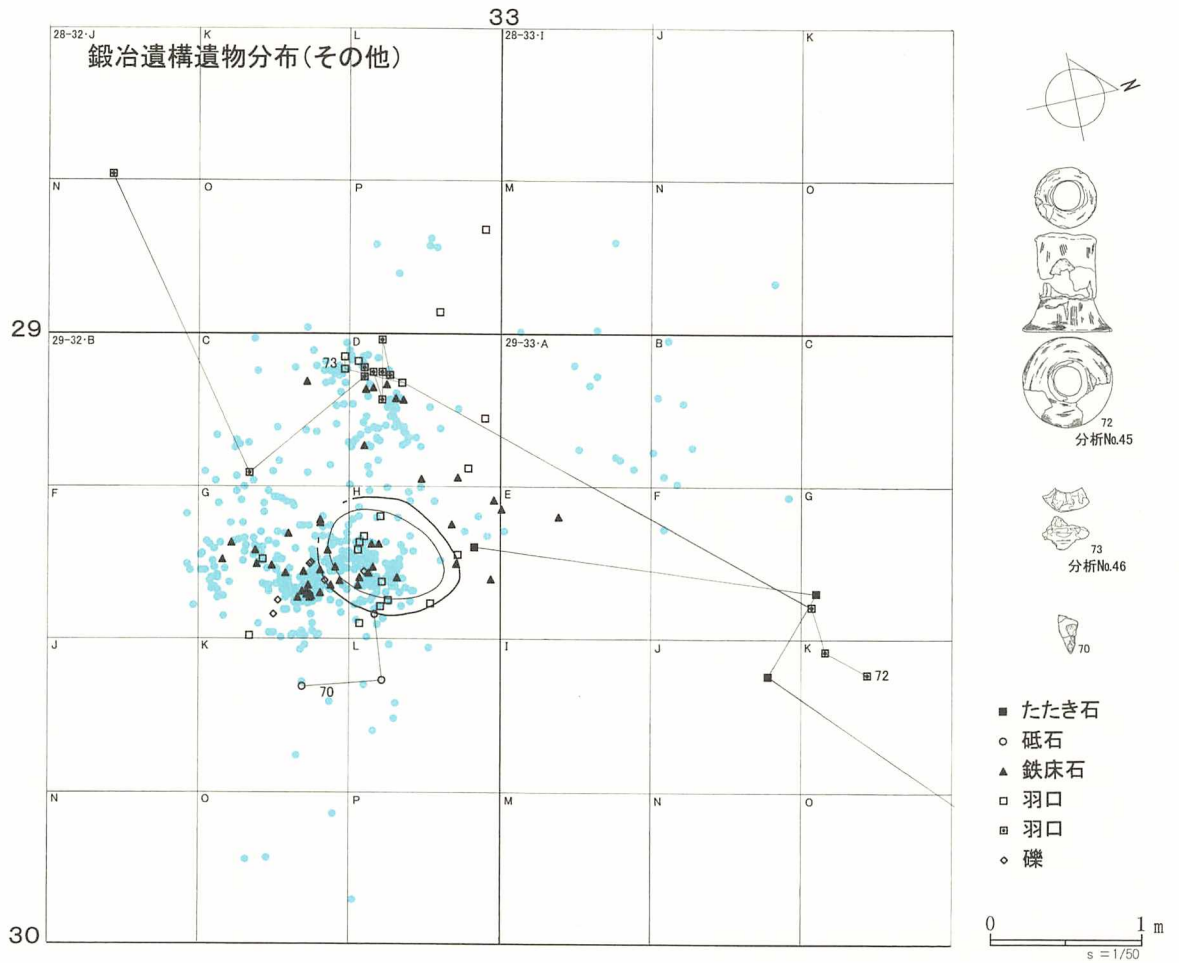 33
28-32・J K L 28-33・I J K
鍛冶遺構遺物分布(その他)
N
N O P M N O
29
29-32・B C D 29-33・A B C
73
72
分析No.45
F G H E F G
73
分析No.46
J K L I J K
70
72
70
たたき石
砥石
鉄床石
羽口
羽口
礫
N O P M N O
30
0 1 m
s =1/50